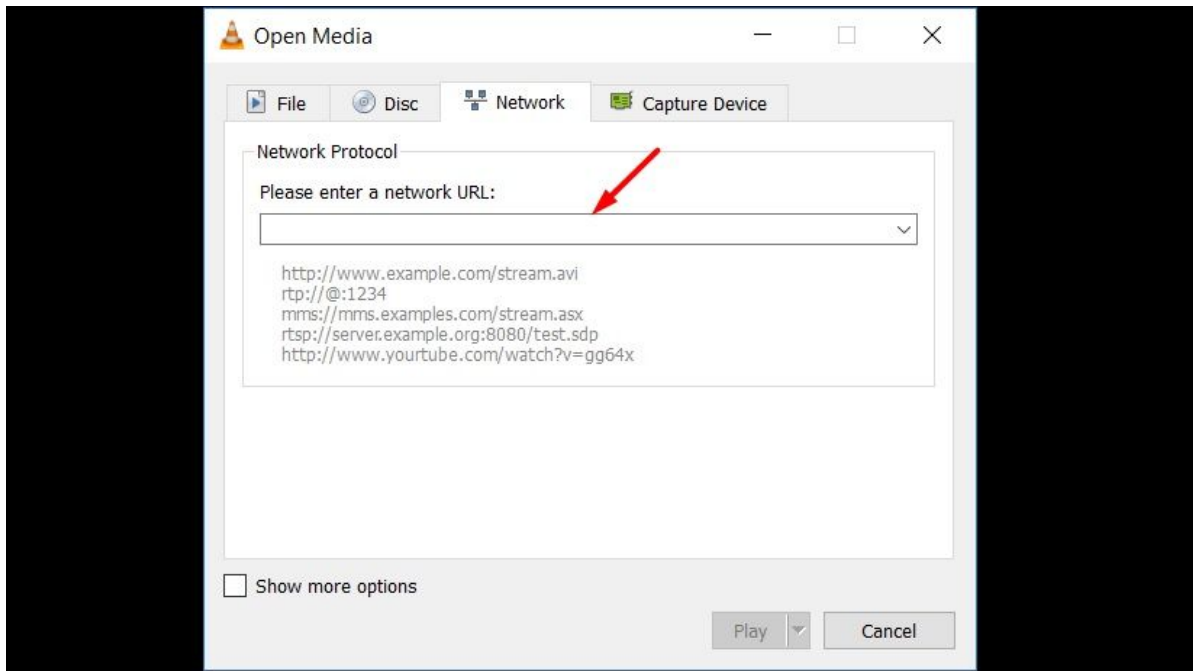 Open Media
File Disc Network Capture Device
Network Protocol
Please enter a network URL:
http://www.example.com/stream.avi
rtp://@:1234
mms://mms.examples.com/stream.asx
rtsp://server.example.org:8080/test.sdp
http://www.yourtube.com/watch?v=gg64x
Show more options
Play Cancel